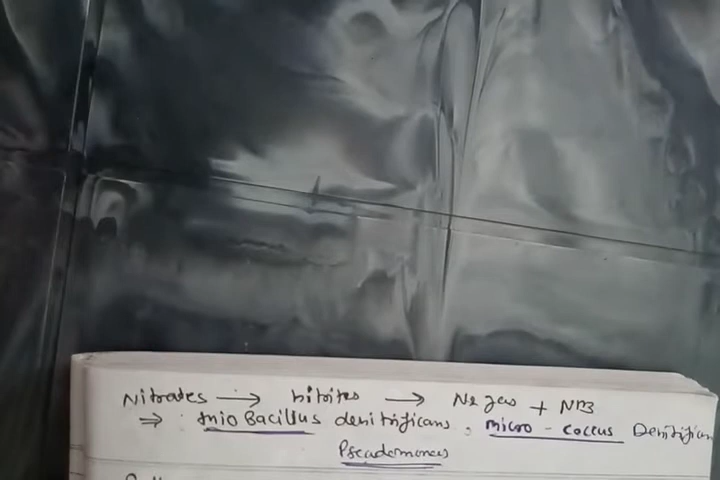 Nitrates → nitrites → N2 gas + NH3
⇒ : thio Bacillus denitrificans, micro - coccus Denitrifican
Pseudomonas